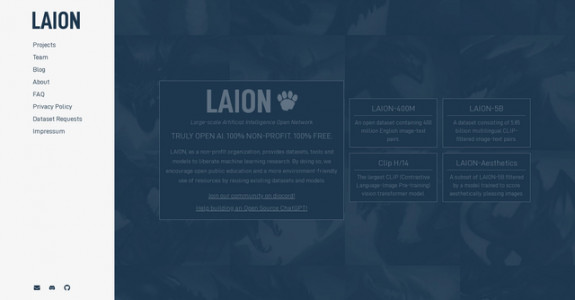 LAION
Projects
Team
Blog
About
FAQ
Privacy Policy
Dataset Requests
Impressum
LAION
Large-scale Artificial Intelligence Open Network
TRULY OPEN AI. 100% NON-PROFIT. 100% FREE.
LAION, as a non-profit organization, provides datasets, tools and
models to liberate machine learning research. By doing so, we
encourage open public education and a more environment-friendly
use of resources by reusing existing datasets and models.
Join our community on discord!
Help building an Open Source ChatGPT!
LAION-400M
An open dataset containing 400
million English image-text
pairs.
LAION-5B
A dataset consisting of 5.85
billion multilingual CLIP-
filtered image-text pairs.
Clip H/14
The largest CLIP (Contrastive
Language-Image Pre-training)
vision transformer model.
LAION-Aesthetics
A subset of LAION-5B filtered
by a model trained to score
aesthetically pleasing images.